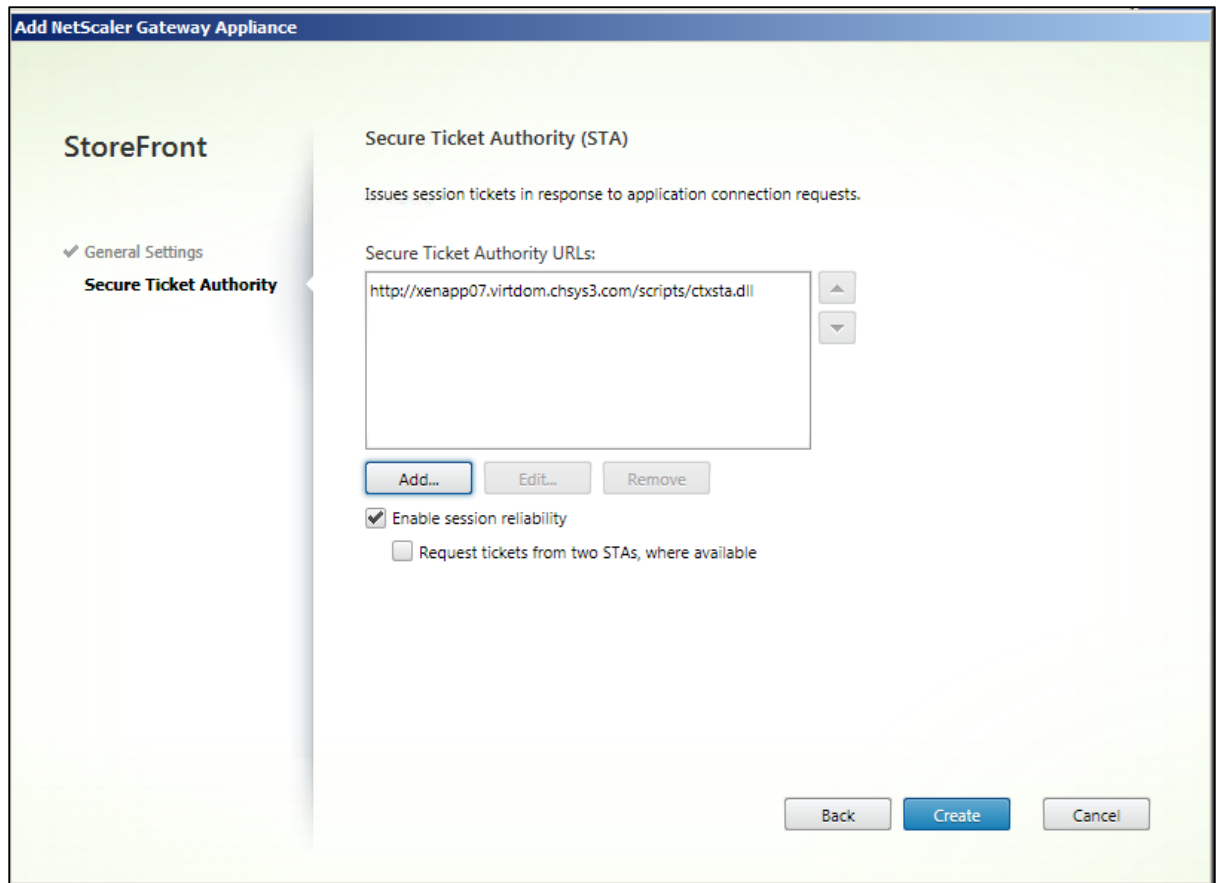 Add NetScaler Gateway Appliance
StoreFront
General Settings
Secure Ticket Authority
Secure Ticket Authority (STA)
Issues session tickets in response to application connection requests.
Secure Ticket Authority URLs:
http://xenapp07.virtdom.chsys3.com/scripts/ctxsta.dll
Add...
Edit...
Remove
Enable session reliability
Request tickets from two STAs, where available
Back
Create
Cancel